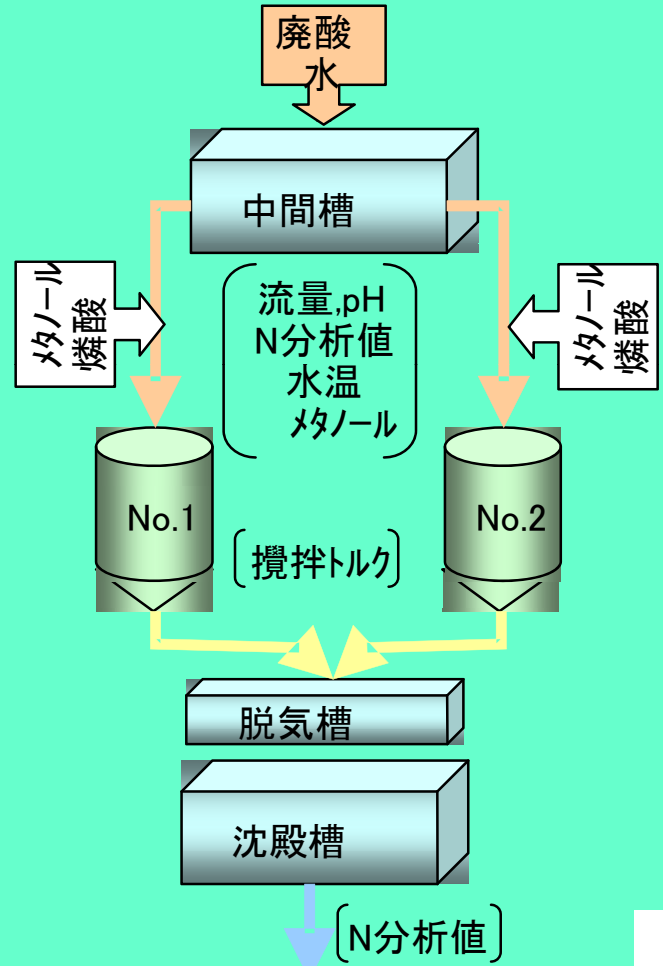 廃酸
水
中間槽
メタノール
燐酸
流量,pH
N分析値
水温
メタノール
メタノール
燐酸
No.1
No.2
攪拌トルク
脱気槽
沈殿槽
N分析値